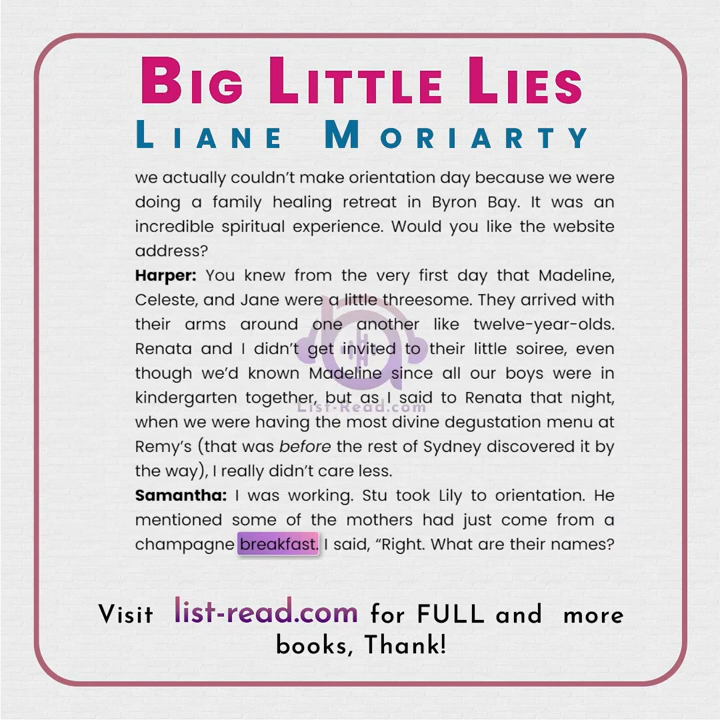 BIG LITTLE LIES
LIANE MORIARTY
we actually couldn't make orientation day because we were
doing a family healing retreat in Byron Bay. It was an
incredible spiritual experience. Would you like the website
address?
Harper: You knew from the very first day that Madeline,
Celeste, and Jane were a little threesome. They arrived with
their arms around one another like twelve-year-olds.
Renata and I didn't get invited to their little soiree, even
though we'd known Madeline since all our boys were in
kindergarten together, but as I said to Renata that night,
List-Read.com
when we were having the most divine degustation menu at
Remy's (that was before the rest of Sydney discovered it by
the way), I really didn't care less.
Samantha: I was working. Stu took Lily to orientation. He
mentioned some of the mothers had just come from a
champagne breakfast. I said, “Right. What are their names?
Visit list-read.com for FULL and more
books, Thank!